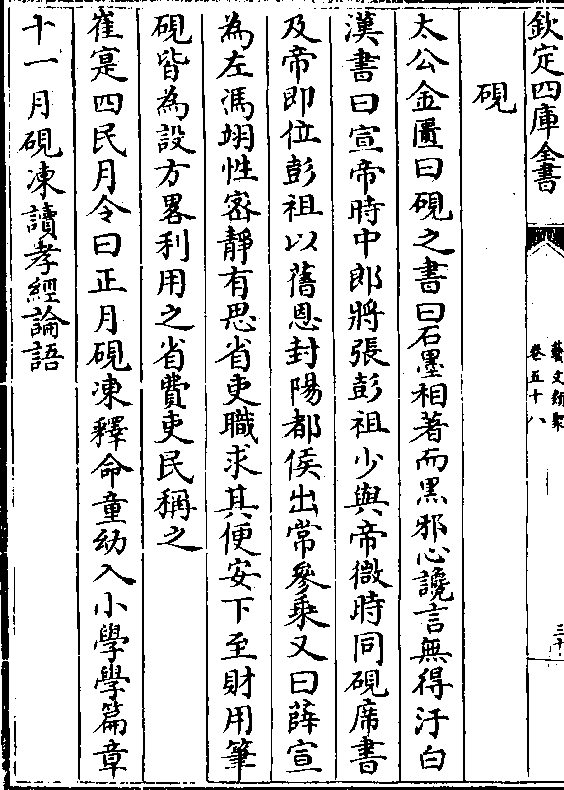 欽定四庫全書
藝文類聚
卷五十八
三十
硯
太公金匱曰硯之書曰石墨相著而黑邪心讒言無得汙白
漢書曰宣帝時中郎將張彭祖少與帝微時同硯席書
及帝即位彭祖以舊恩封陽都侯出常參乗又曰薛宣
為左馮翊性宻靜有思省吏職求其便安下至財用筆
硯皆為設方畧利用之省費吏民稱之
崔寔四民月令曰正月硯凍釋命童幼入小學學篇章
十一月硯凍讀孝經論語